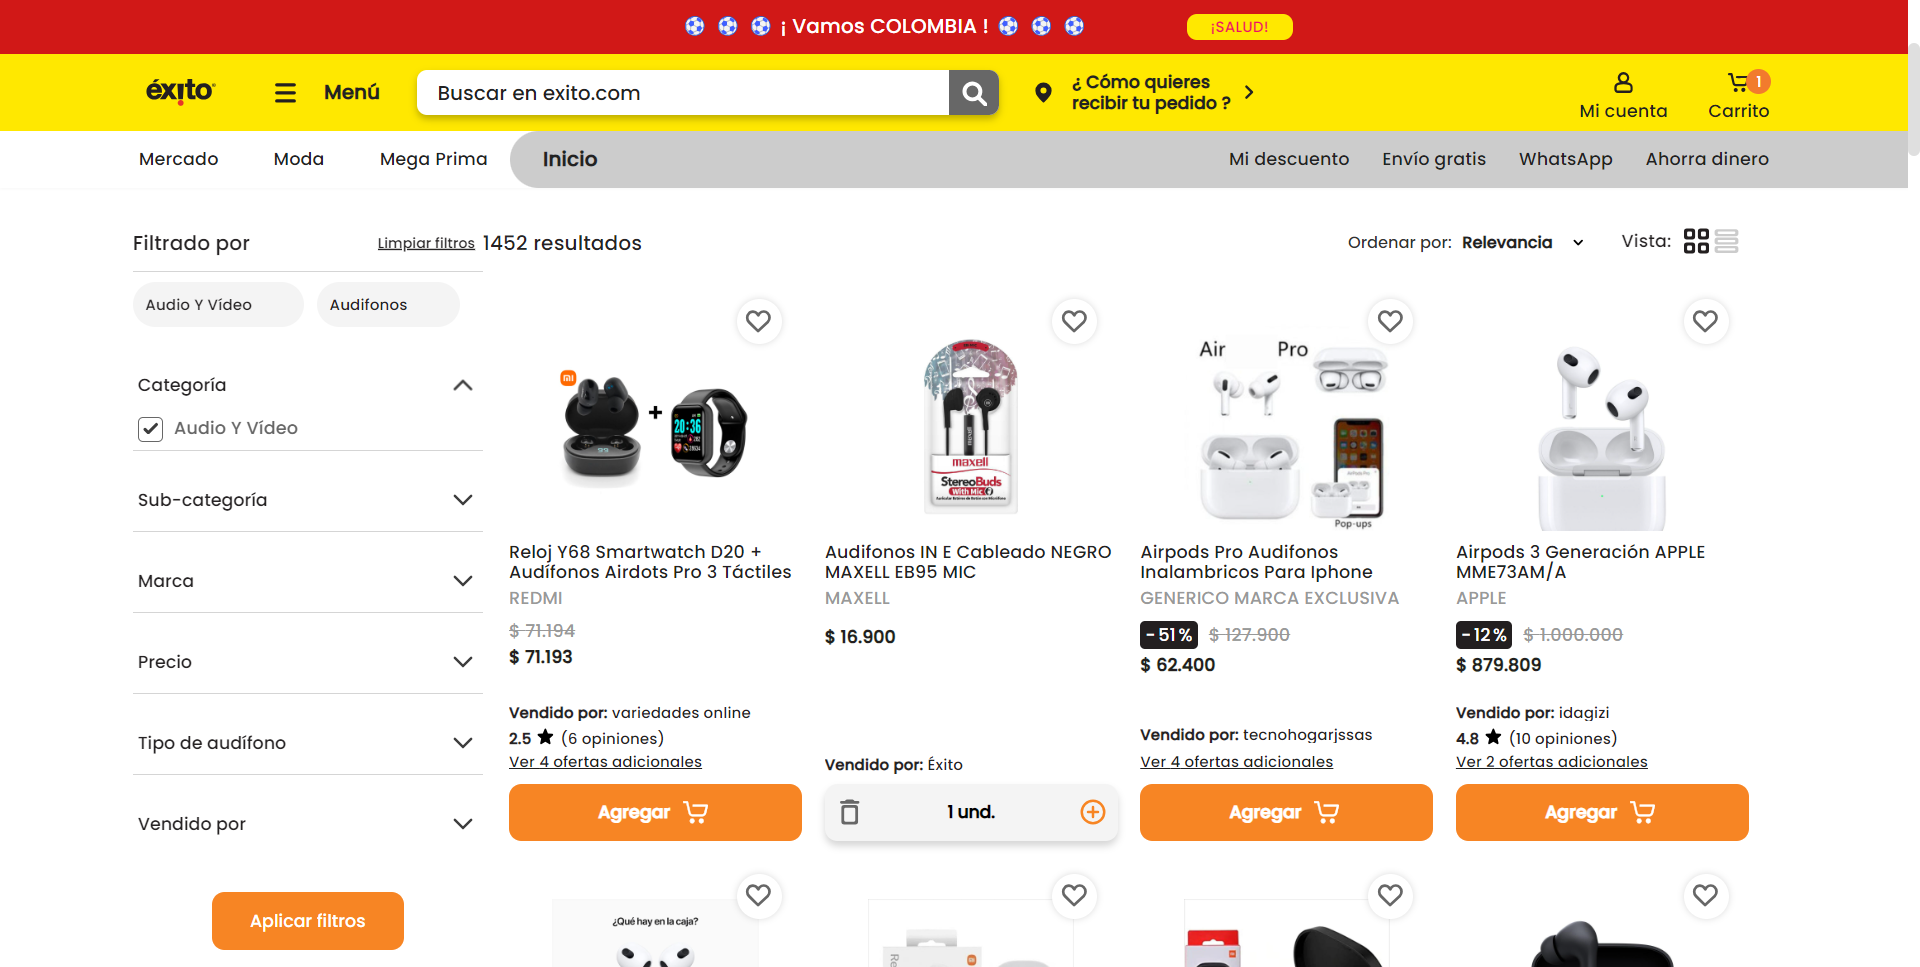 ¡ Vamos COLOMBIA !
¡SALUD!
éxito
Menú
Buscar en exito.com
¿ Cómo quieres
recibir tu pedido ?
Mi cuenta
1
Carrito
Mercado
Moda
Mega Prima
Inicio
Mi descuento
Envío gratis
WhatsApp
Ahorra dinero
Filtrado por
Limpiar filtros
1452 resultados
Ordenar por: Relevancia
Vista:
Audio Y Vídeo
Audifonos
Categoría
Audio Y Vídeo
Sub-categoría
Marca
Precio
Tipo de audífono
Vendido por
Aplicar filtros
20:36
Reloj Y68 Smartwatch D20 +
Audífonos Airdots Pro 3 Táctiles
REDMI
$ 71.194
$ 71.193
Vendido por: variedades online
2.5 ★ (6 opiniones)
Ver 4 ofertas adicionales
Agregar
maxell
StereoBuds
With Mic
Audifonos IN E Cableado NEGRO
MAXELL EB95 MIC
MAXELL
$ 16.900
Vendido por: Éxito
1 und.
Air Pro
Pop-ups
Airpods Pro Audifonos
Inalambricos Para Iphone
GENERICO MARCA EXCLUSIVA
- 51 % $ 127.900
$ 62.400
Vendido por: tecnohogarjssas
Ver 4 ofertas adicionales
Agregar
Airpods 3 Generación APPLE
MME73AM/A
APPLE
- 12 % $ 1.000.000
$ 879.809
Vendido por: idagizi
4.8 ★ (10 opiniones)
Ver 2 ofertas adicionales
Agregar
¿Qué hay en la caja?